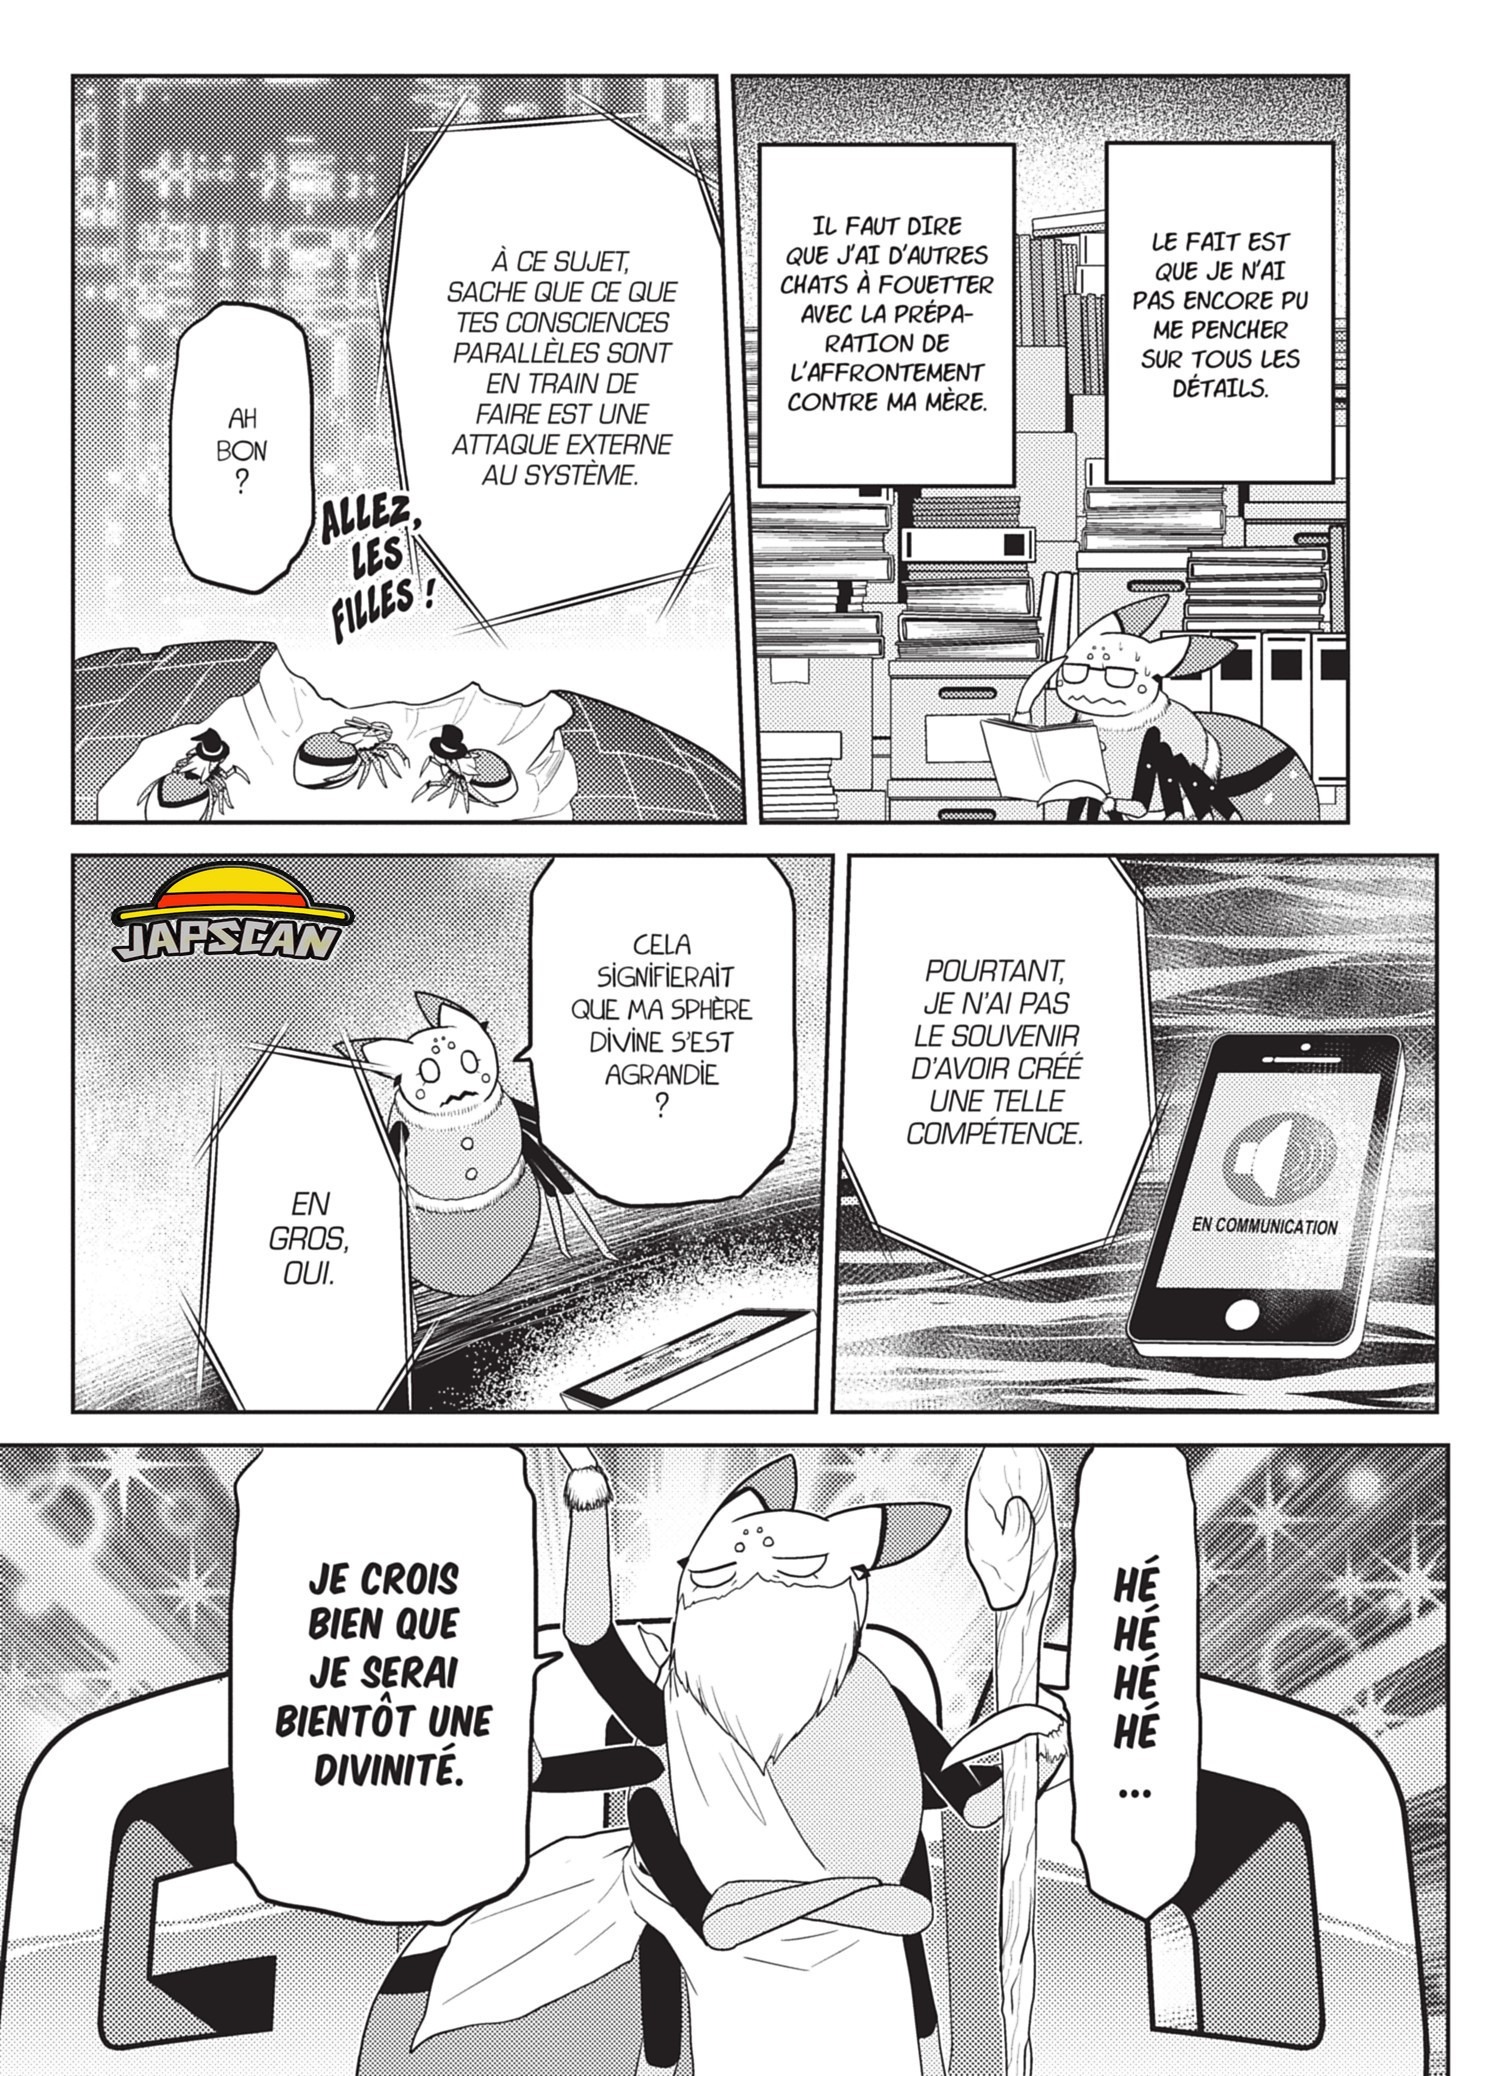 LE FAIT EST
QUE JE N'AI
PAS ENCORE PU
ME PENCHER
SUR TOUS LES
DÉTAILS.
IL FAUT DIRE
QUE J'AI D'AUTRES
CHATS À FOUETTER
AVEC LA PRÉPA-
RATION DE
L'AFFRONTEMENT
CONTRE MA MÈRE.
À CE SUJET,
SACHE QUE CE QUE
TES CONSCIENCES
PARALLÈLES SONT
EN TRAIN DE
FAIRE EST UNE
ATTAQUE EXTERNE
AU SYSTÈME.
AH
BON
?
ALLEZ,
LES
FILLES !
POURTANT,
JE N'AI PAS
LE SOUVENIR
D'AVOIR CRÉÉ
UNE TELLE
COMPÉTENCE.
EN COMMUNICATION
CELA
SIGNIFIERAIT
QUE MA SPHÈRE
DIVINE S'EST
AGRANDIE
?
EN
GROS,
OUI.
JAPSCAN
HÉ
HÉ
HÉ
HÉ
...
JE CROIS
BIEN QUE
JE SERAI
BIENTÔT UNE
DIVINITÉ.